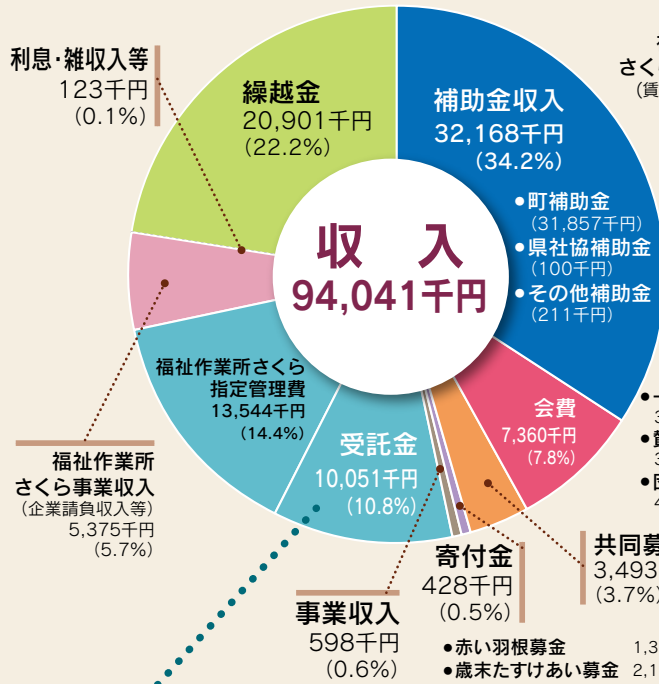 利息・雑収入等
123千円
(0.1%)
繰越金
20,901千円
(22.2%)
補助金収入
32,168千円
(34.2%)
●町補助金
(31,857千円)
●県社協補助金
(100千円)
●その他補助金
(211千円)
収 入
94,041千円
さく
(賃
福祉作業所さくら
指定管理費
13,544千円
(14.4%)
受託金
10,051千円
(10.8%)
会費
7,360千円
(7.8%)
福祉作業所
さくら事業収入
(企業請負収入等)
5,375千円
(5.7%)
事業収入
598千円
(0.6%)
寄付金
428千円
(0.5%)
共同募
3,493
(3.7%)
●赤い羽根募金 1,3
●歳末たすけあい募金 2,1